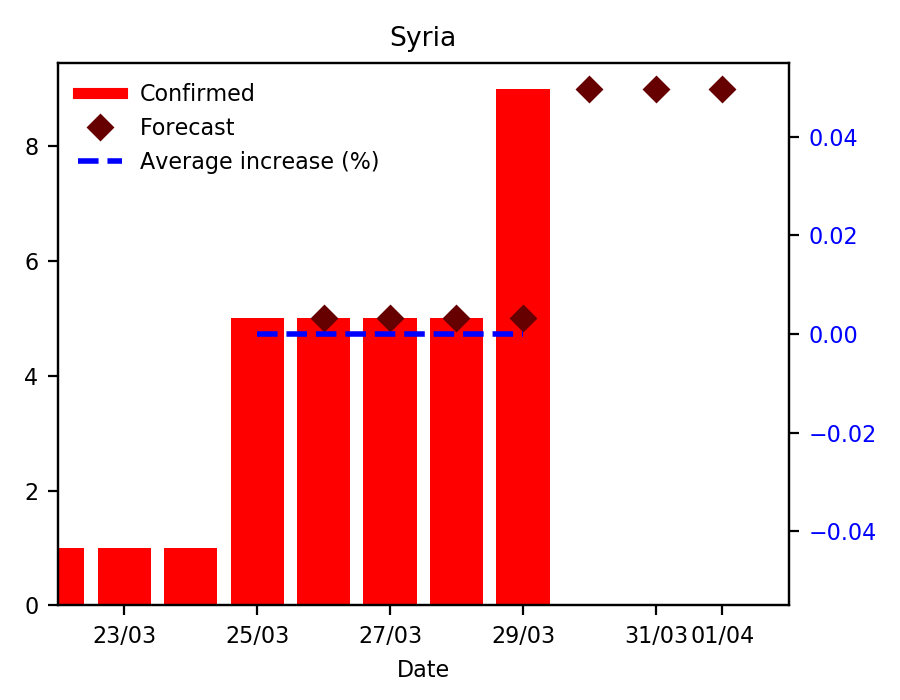 Syria
Confirmed
Forecast
Average increase (%)
8
6
4
2
0
0.04
0.02
0.00
−0.02
−0.04
23/03 25/03 27/03 29/03 31/03 01/04
Date